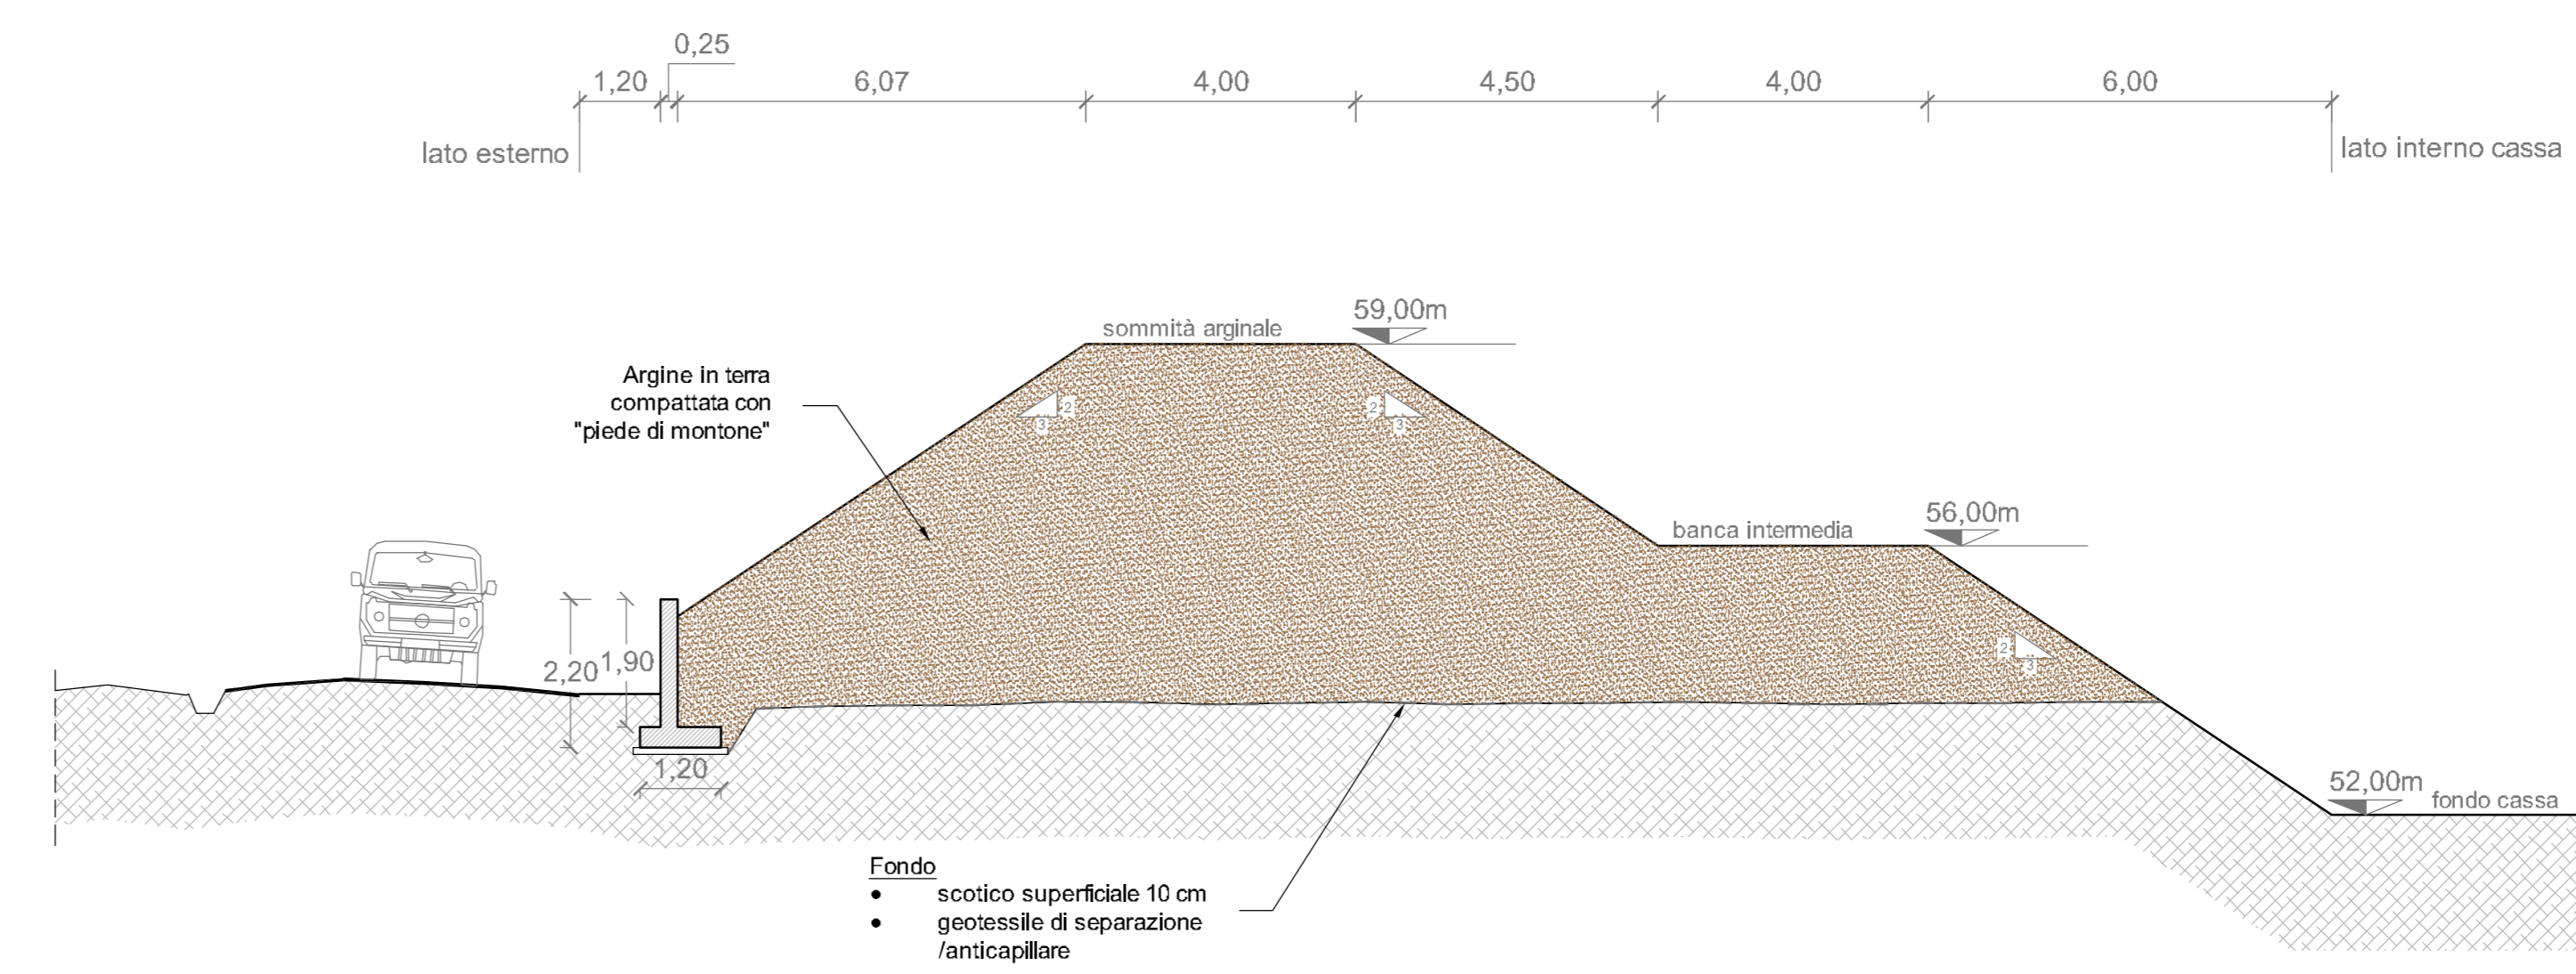 0,25
1,20 6,07 4,00 4,50 4,00 6,00
lato esterno lato interno cassa
59,00m
sommità arginale
Argine in terra
compattata con
"piede di montone"
2 2
3 3
56,00m
banca intermedia
2
3
2,20 1,90
1,20
52,00m
fondo cassa
Fondo
• scotico superficiale 10 cm
• geotessile di separazione
/anticapillare